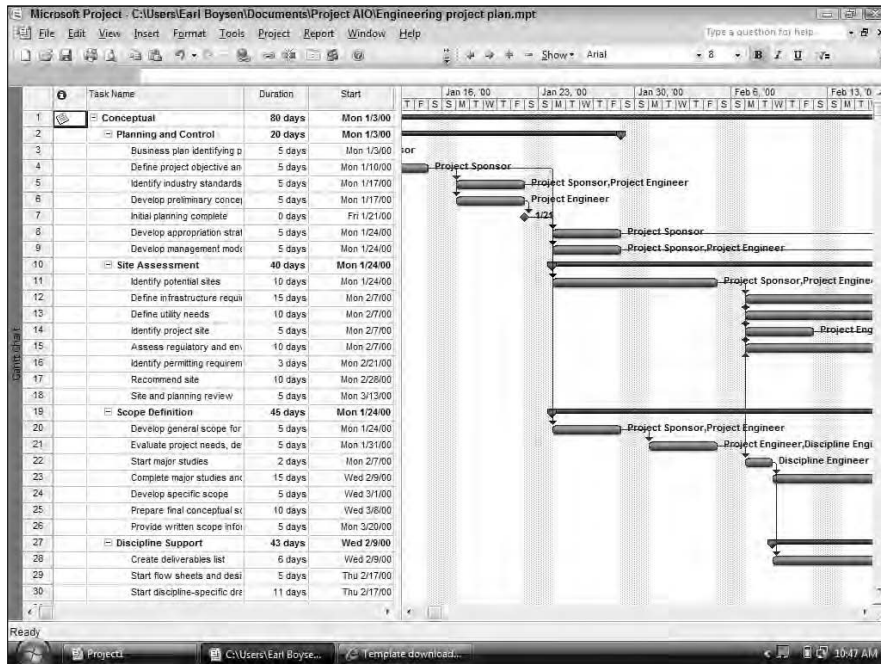 Microsoft Project - C:\Users\Earl Boysen\Documents\Project AIO\Engineering project plan.mpt
File Edit View Insert Format Tools Project Report Window Help Type a question for help
Show Arial 8 B I U
Task Name Duration Start Jan 16, '00 Jan 23, '00 Jan 30, '00 Feb 6, '00 Feb 13, '0
T F S S M T W T F S S M T W T F S S M T W T F S S M T W T F S S M T
1 Conceptual 80 days Mon 1/3/00
2 Planning and Control 20 days Mon 1/3/00
3 Business plan identifying p 5 days Mon 1/3/00 sor
4 Define project objective an 5 days Mon 1/10/00 Project Sponsor
5 Identify industry standards 5 days Mon 1/17/00 Project Sponsor,Project Engineer
6 Develop preliminary concep 5 days Mon 1/17/00 Project Engineer
7 Initial planning complete 0 days Fri 1/21/00 1/21
8 Develop appropriation strat 5 days Mon 1/24/00 Project Sponsor
9 Develop management mode 5 days Mon 1/24/00 Project Sponsor,Project Engineer
10 Site Assessment 40 days Mon 1/24/00
11 Identify potential sites 10 days Mon 1/24/00 Project Sponsor,Project Engine
12 Define infrastructure requi 15 days Mon 2/7/00
13 Define utility needs 10 days Mon 2/7/00
14 Identify project site 5 days Mon 2/7/00 Project Eng
15 Assess regulatory and env 10 days Mon 2/7/00
16 Identify permitting requirem 3 days Mon 2/21/00
17 Recommend site 10 days Mon 2/28/00
18 Site and planning review 5 days Mon 3/13/00
19 Scope Definition 45 days Mon 1/24/00
20 Develop general scope for 5 days Mon 1/24/00 Project Sponsor,Project Engineer
21 Evaluate project needs, de 5 days Mon 1/31/00 Project Engineer,Discipline Engi
22 Start major studies 2 days Mon 2/7/00 Discipline Engineer
23 Complete major studies and 15 days Wed 2/9/00
24 Develop specific scope 5 days Wed 3/1/00
25 Prepare final conceptual sc 10 days Wed 3/8/00
26 Provide written scope infor 5 days Mon 3/20/00
27 Discipline Support 43 days Wed 2/9/00
28 Create deliverables list 6 days Wed 2/9/00
29 Start flow sheets and desi 5 days Thu 2/17/00
30 Start discipline-specific dra 11 days Thu 2/17/00
Gantt Chart
Ready
Project1 C:\Users\Earl Boyse... Template download... 10:47 AM